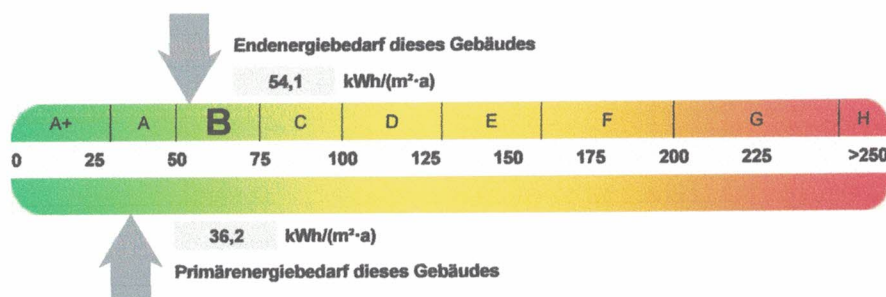 Endenergiebedarf dieses Gebäudes
54,1 kWh/(m²·a)
A+ A B C D E F G H
0 25 50 75 100 125 150 175 200 225 >250
36,2 kWh/(m²·a)
Primärenergiebedarf dieses Gebäudes